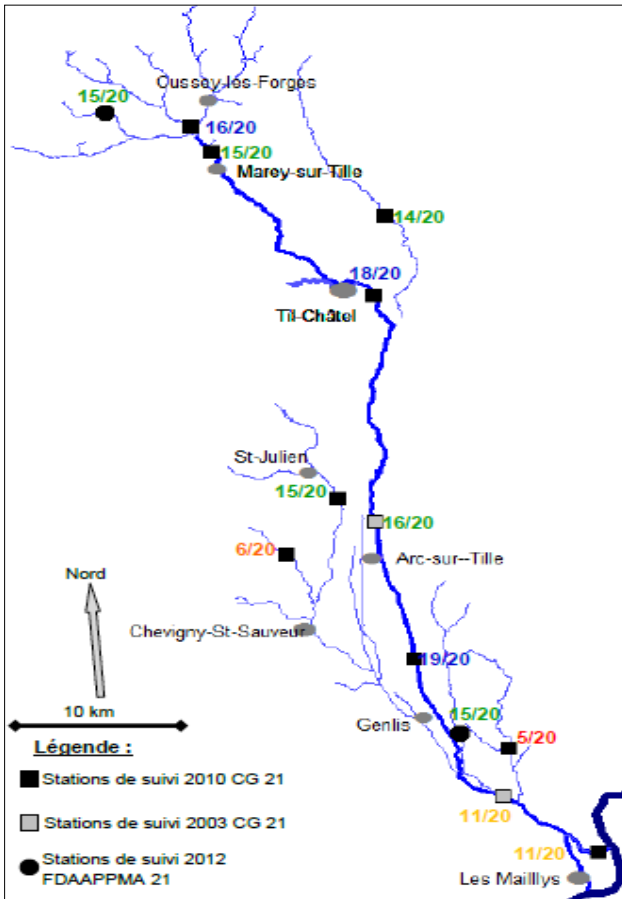 Cussey-les-Forges
15/20
16/20
15/20
Marey-sur-Tille
14/20
18/20
Til-Châtel
St-Julien
15/20
16/20
6/20
Arc-sur--Tille
Nord
Chevigny-St-Sauveur
19/20
10 km
Genlis
15/20
5/20
Légende :
Stations de suivi 2010 CG 21
Stations de suivi 2003 CG 21
11/20
Stations de suivi 2012
FDAAPPMA 21
11/20
Les Mailllys